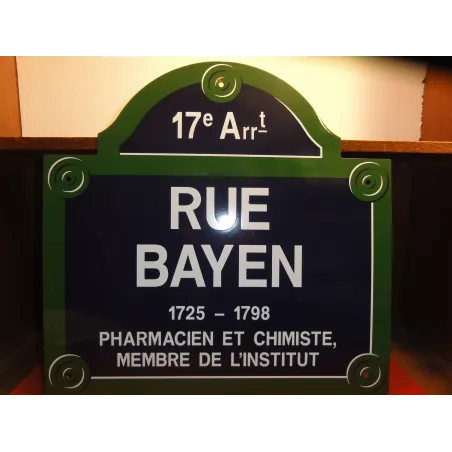 17e Arrt
RUE
BAYEN
1725 – 1798
PHARMACIEN ET CHIMISTE,
MEMBRE DE L'INSTITUT